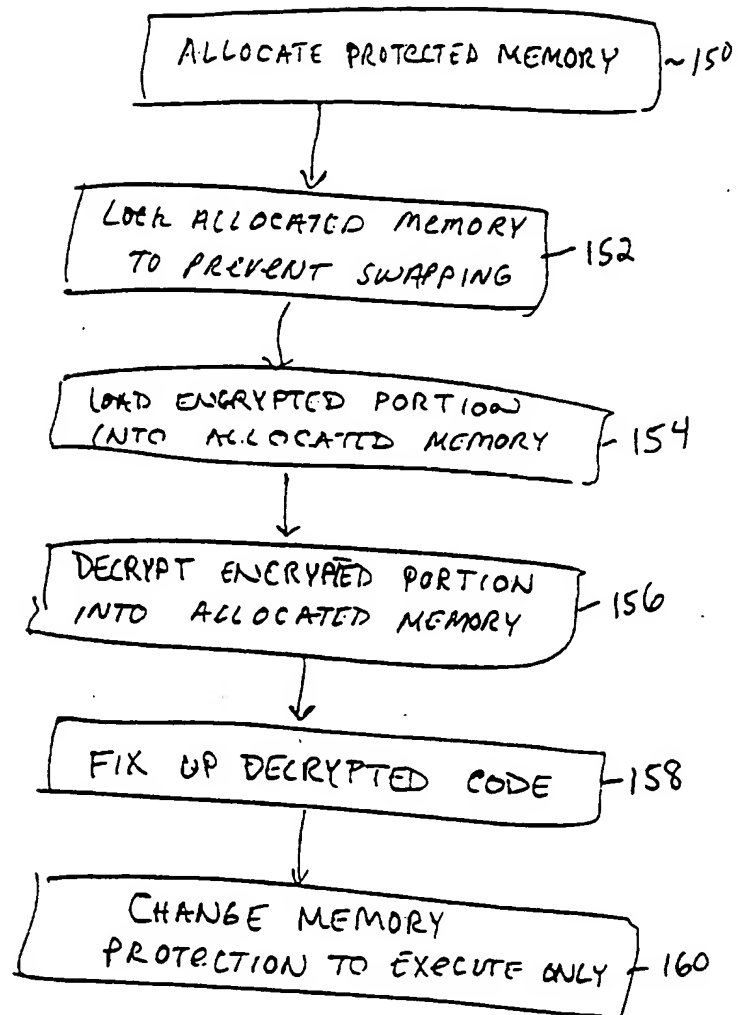 ALLOCATE PROTECTED MEMORY ~150
LOCK ALLOCATED MEMORY
TO PREVENT SWAPPING 152
LOAD ENCRYPTED PORTION
INTO ALLOCATED MEMORY 154
DECRYPT ENCRYPTED PORTION
INTO ALLOCATED MEMORY 156
FIX UP DECRYPTED CODE 158
CHANGE MEMORY
PROTECTION TO EXECUTE ONLY 160